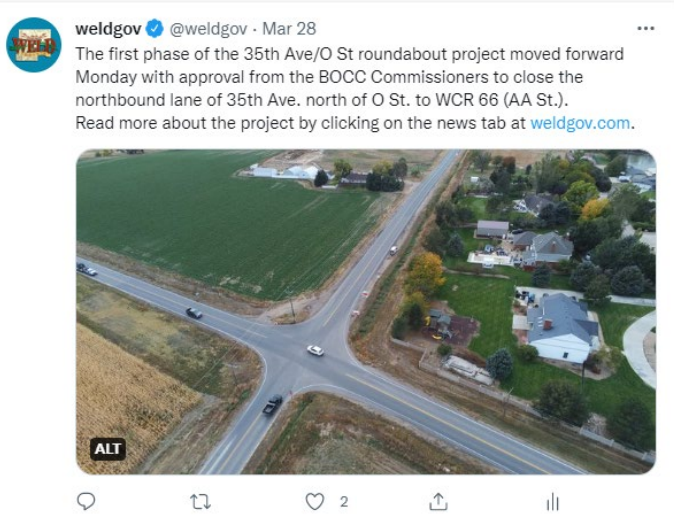 weldgov @weldgov · Mar 28
The first phase of the 35th Ave/O St roundabout project moved forward
Monday with approval from the BOCC Commissioners to close the
northbound lane of 35th Ave. north of O St. to WCR 66 (AA St.).
Read more about the project by clicking on the news tab at weldgov.com.
WELD
ALT
2